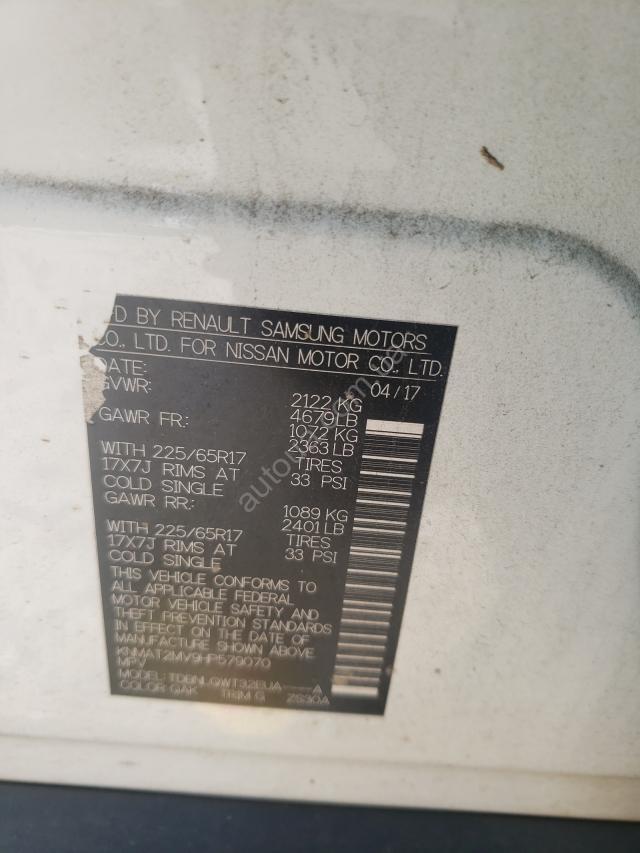 D BY RENAULT SAMSUNG MOTORS
CO., LTD. FOR NISSAN MOTOR CO., LTD.
DATE: 04/17
GVWR: 2122 KG
4679LB
GAWR FR.: 1072 KG
2363 LB
WITH 225/65R17 TIRES
17X7J RIMS AT 33 PSI
COLD SINGLE
GAWR RR.: 1089 KG
2401 LB
WITH 225/65R17 TIRES
17X7J RIMS AT 33 PSI
COLD SINGLE
THIS VEHICLE CONFORMS TO
ALL APPLICABLE FEDERAL
MOTOR VEHICLE SAFETY AND
THEFT PREVENTION STANDARDS
IN EFFECT ON THE DATE OF
MANUFACTURE SHOWN ABOVE
KNMAT2MV9HP579070
MPV
MODEL: A
COLOR QAK TRIM G